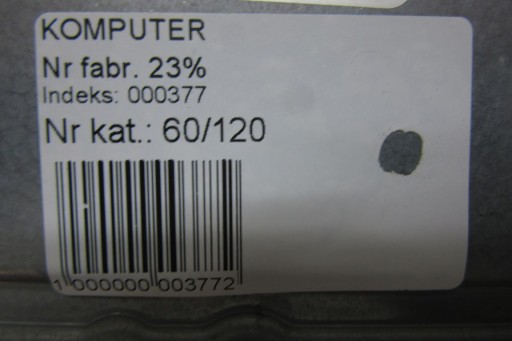 KOMPUTER
Nr fabr. 23%
Indeks: 000377
Nr kat.: 60/120
1 000000 003772